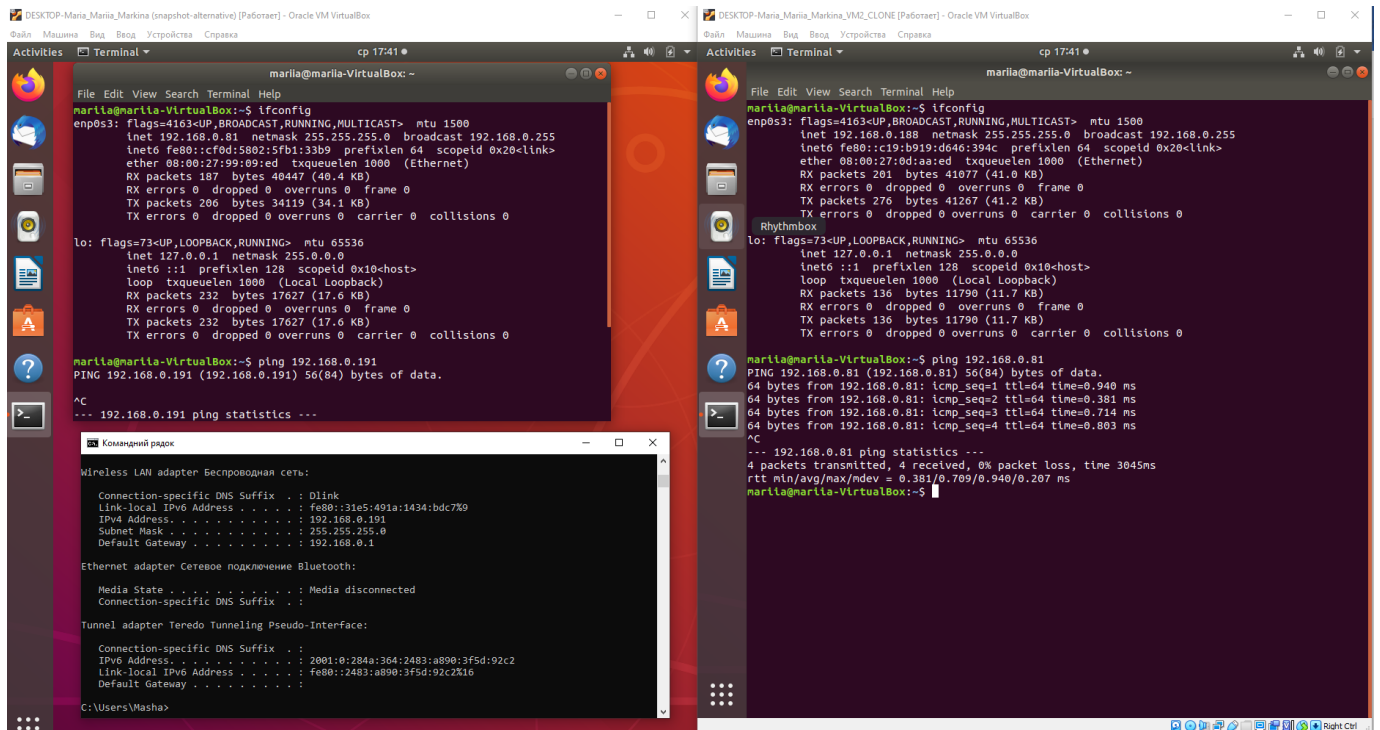 DESKTOP-Maria_Mariia_Markina (snapshot-alternative) [Работает] - Oracle VM VirtualBox
Файл Машина Вид Ввод Устройства Справка
Activities Terminal ср 17:41
mariia@mariia-VirtualBox: ~
File Edit View Search Terminal Help
mariia@mariia-VirtualBox:~$ ifconfig
enp0s3: flags=4163<UP,BROADCAST,RUNNING,MULTICAST> mtu 1500
inet 192.168.0.81 netmask 255.255.255.0 broadcast 192.168.0.255
inet6 fe80::cf0d:5802:5fb1:33b9 prefixlen 64 scopeid 0x20<link>
ether 08:00:27:99:09:ed txqueuelen 1000 (Ethernet)
RX packets 187 bytes 40447 (40.4 KB)
RX errors 0 dropped 0 overruns 0 frame 0
TX packets 206 bytes 34119 (34.1 KB)
TX errors 0 dropped 0 overruns 0 carrier 0 collisions 0
lo: flags=73<UP,LOOPBACK,RUNNING> mtu 65536
inet 127.0.0.1 netmask 255.0.0.0
inet6 ::1 prefixlen 128 scopeid 0x10<host>
loop txqueuelen 1000 (Local Loopback)
RX packets 232 bytes 17627 (17.6 KB)
RX errors 0 dropped 0 overruns 0 frame 0
TX packets 232 bytes 17627 (17.6 KB)
TX errors 0 dropped 0 overruns 0 carrier 0 collisions 0
mariia@mariia-VirtualBox:~$ ping 192.168.0.191
PING 192.168.0.191 (192.168.0.191) 56(84) bytes of data.
^C
--- 192.168.0.191 ping statistics ---
Командний рядок
Wireless LAN adapter Беспроводная сеть:
Connection-specific DNS Suffix . : Dlink
Link-local IPv6 Address . . . . . : fe80::31e5:491a:1434:bdc7%9
IPv4 Address. . . . . . . . . . . : 192.168.0.191
Subnet Mask . . . . . . . . . . . : 255.255.255.0
Default Gateway . . . . . . . . . : 192.168.0.1
Ethernet adapter Сетевое подключение Bluetooth:
Media State . . . . . . . . . . . : Media disconnected
Connection-specific DNS Suffix . :
Tunnel adapter Teredo Tunneling Pseudo-Interface:
Connection-specific DNS Suffix . :
IPv6 Address. . . . . . . . . . . : 2001:0:284a:364:2483:a890:3f5d:92c2
Link-local IPv6 Address . . . . . : fe80::2483:a890:3f5d:92c2%16
Default Gateway . . . . . . . . . :
C:\Users\Masha>
DESKTOP-Maria_Mariia_Markina_VM2_CLONE [Работает] - Oracle VM VirtualBox
Файл Машина Вид Ввод Устройства Справка
Activities Terminal ср 17:41
mariia@mariia-VirtualBox: ~
File Edit View Search Terminal Help
mariia@mariia-VirtualBox:~$ ifconfig
enp0s3: flags=4163<UP,BROADCAST,RUNNING,MULTICAST> mtu 1500
inet 192.168.0.188 netmask 255.255.255.0 broadcast 192.168.0.255
inet6 fe80::c19:b919:d646:394c prefixlen 64 scopeid 0x20<link>
ether 08:00:27:0d:aa:ed txqueuelen 1000 (Ethernet)
RX packets 201 bytes 41077 (41.0 KB)
RX errors 0 dropped 0 overruns 0 frame 0
TX packets 276 bytes 41267 (41.2 KB)
TX errors 0 dropped 0 overruns 0 carrier 0 collisions 0
Rhythmbox
lo: flags=73<UP,LOOPBACK,RUNNING> mtu 65536
inet 127.0.0.1 netmask 255.0.0.0
inet6 ::1 prefixlen 128 scopeid 0x10<host>
loop txqueuelen 1000 (Local Loopback)
RX packets 136 bytes 11790 (11.7 KB)
RX errors 0 dropped 0 overruns 0 frame 0
TX packets 136 bytes 11790 (11.7 KB)
TX errors 0 dropped 0 overruns 0 carrier 0 collisions 0
mariia@mariia-VirtualBox:~$ ping 192.168.0.81
PING 192.168.0.81 (192.168.0.81) 56(84) bytes of data.
64 bytes from 192.168.0.81: icmp_seq=1 ttl=64 time=0.940 ms
64 bytes from 192.168.0.81: icmp_seq=2 ttl=64 time=0.381 ms
64 bytes from 192.168.0.81: icmp_seq=3 ttl=64 time=0.714 ms
64 bytes from 192.168.0.81: icmp_seq=4 ttl=64 time=0.803 ms
^C
--- 192.168.0.81 ping statistics ---
4 packets transmitted, 4 received, 0% packet loss, time 3045ms
rtt min/avg/max/mdev = 0.381/0.709/0.940/0.207 ms
mariia@mariia-VirtualBox:~$
Right Ctrl